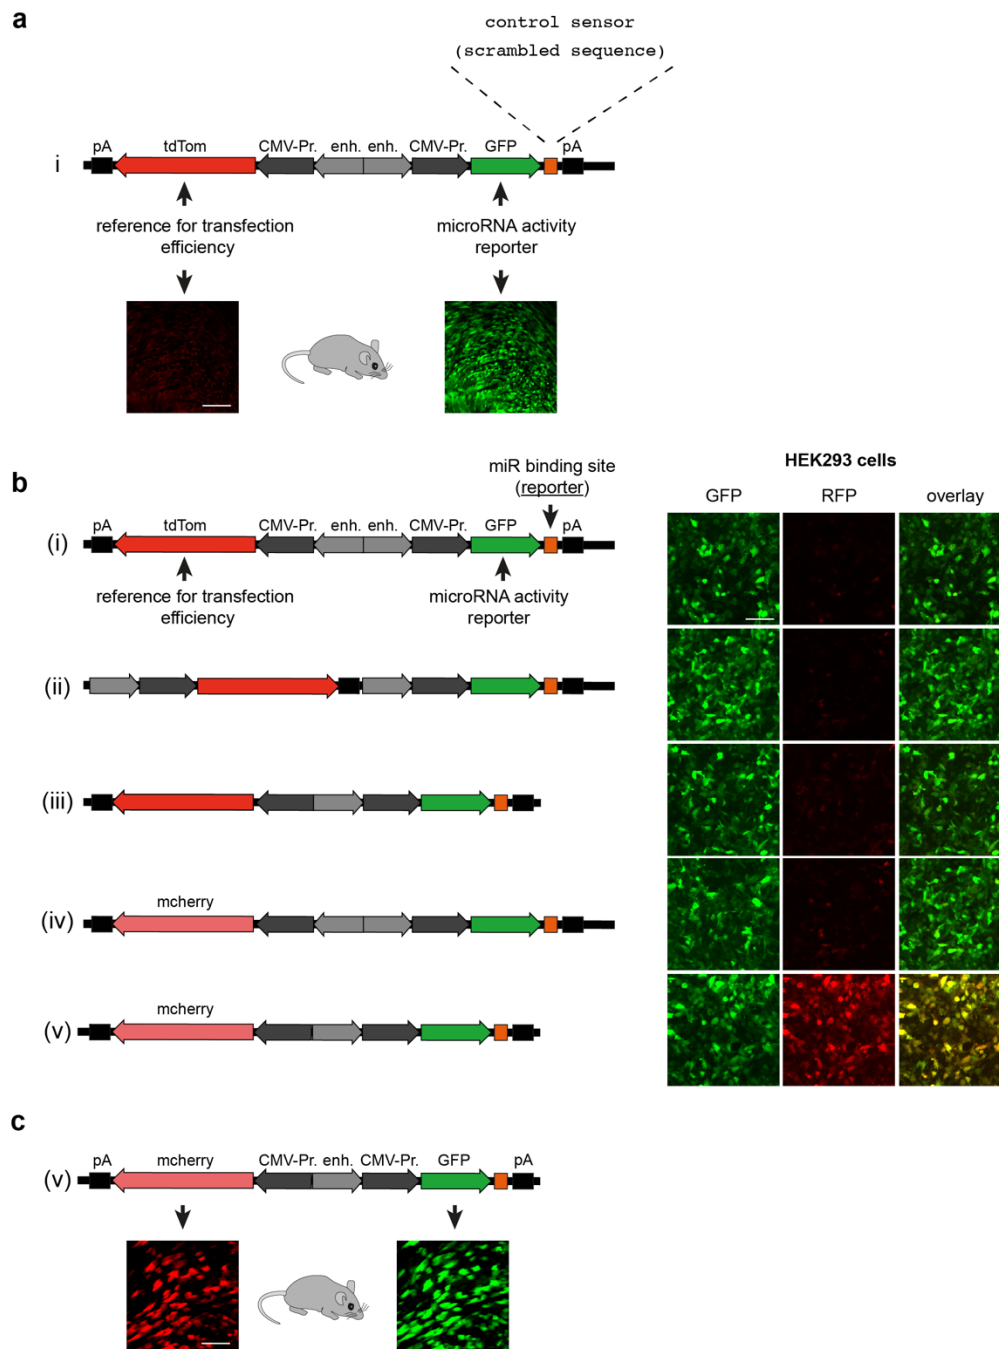 a
control sensor
(scrambled sequence)
pA tdTom CMV-Pr. enh. enh. CMV-Pr. GFP pA
i
reference for transfection
efficiency
microRNA activity
reporter
b
miR binding site
(reporter)
HEK293 cells
GFP RFP overlay
pA tdTom CMV-Pr. enh. enh. CMV-Pr. GFP pA
(i)
reference for transfection
efficiency
microRNA activity
reporter
(ii)
(iii)
mcherry
(iv)
mcherry
(v)
c
pA mcherry CMV-Pr. enh. CMV-Pr. GFP pA
(v)